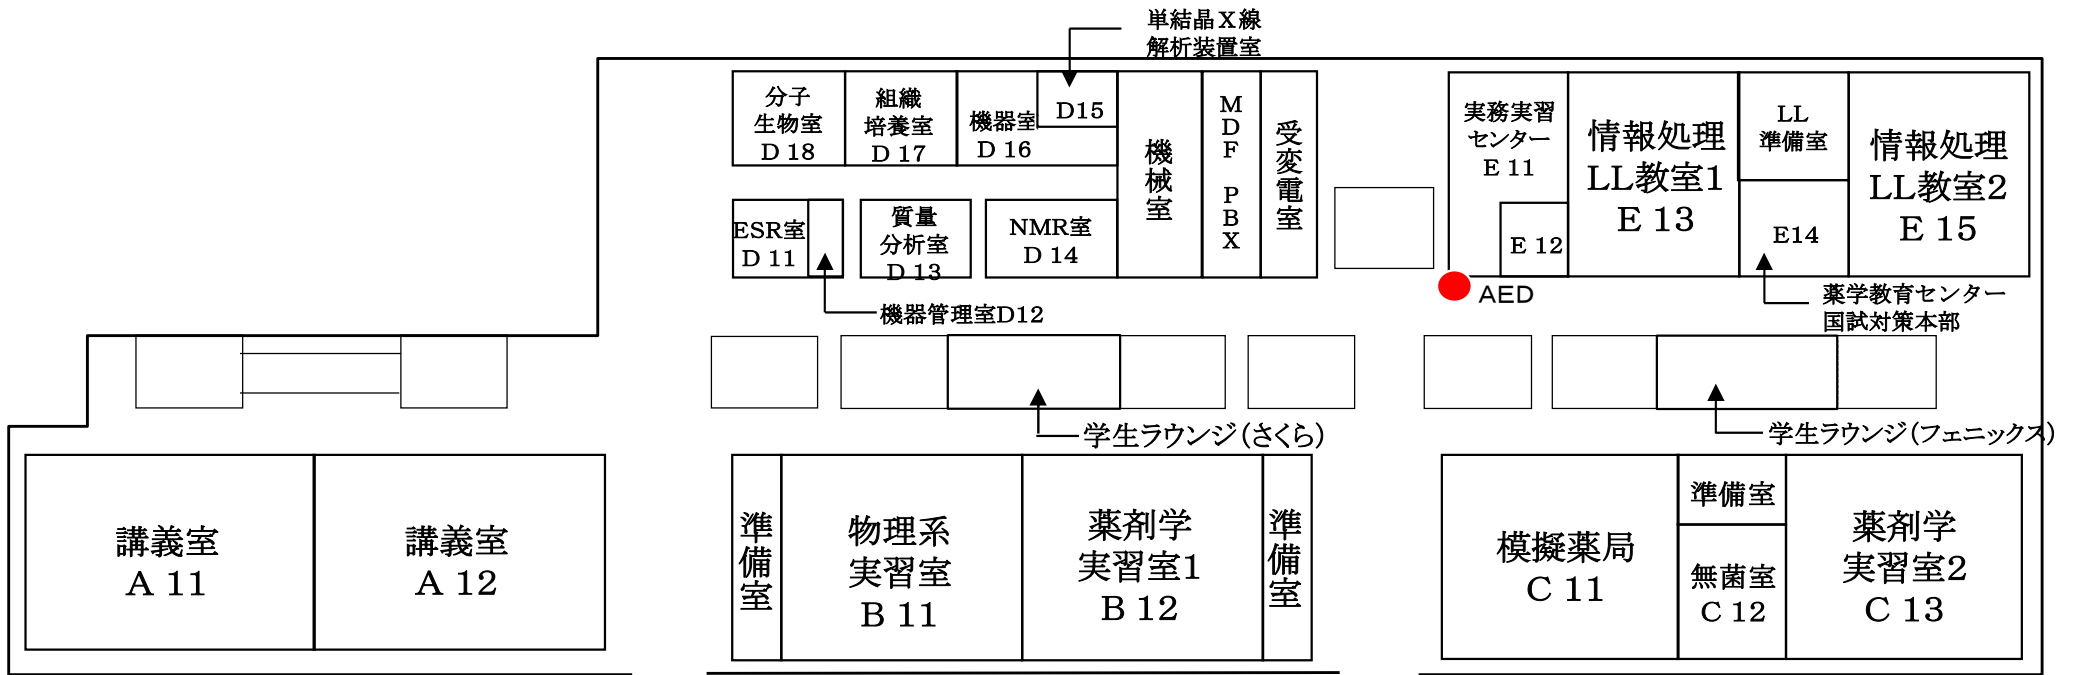 単結晶X線
解析装置室
分子
生物室
D 18
組織
培養室
D 17
機器室
D 16
D15
機械室
MDF PBX
受変電室
実務実習
センター
E 11
E 12
情報処理
LL教室1
E 13
LL
準備室
E14
情報処理
LL教室2
E 15
ESR室
D 11
質量
分析室
D 13
NMR室
D 14
機器管理室D12
AED
薬学教育センター
国試対策本部
学生ラウンジ(さくら)
学生ラウンジ(フェニックス)
講義室
A 11
講義室
A 12
準備室
物理系
実習室
B 11
薬剤学
実習室1
B 12
準備室
模擬薬局
C 11
準備室
無菌室
C 12
薬剤学
実習室2
C 13